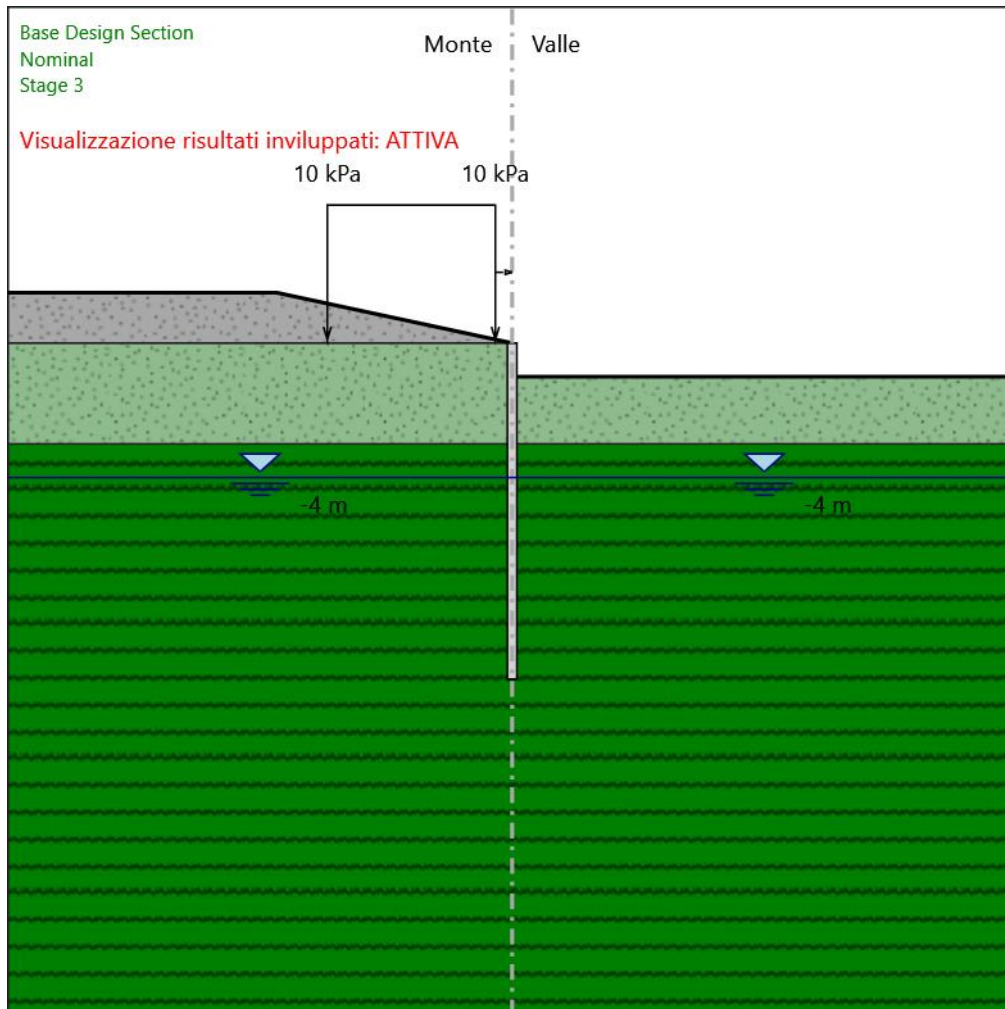 Base Design Section
Nominal
Stage 3
Monte Valle
Visualizzazione risultati inviluppati: ATTIVA
10 kPa 10 kPa
-4 m -4 m